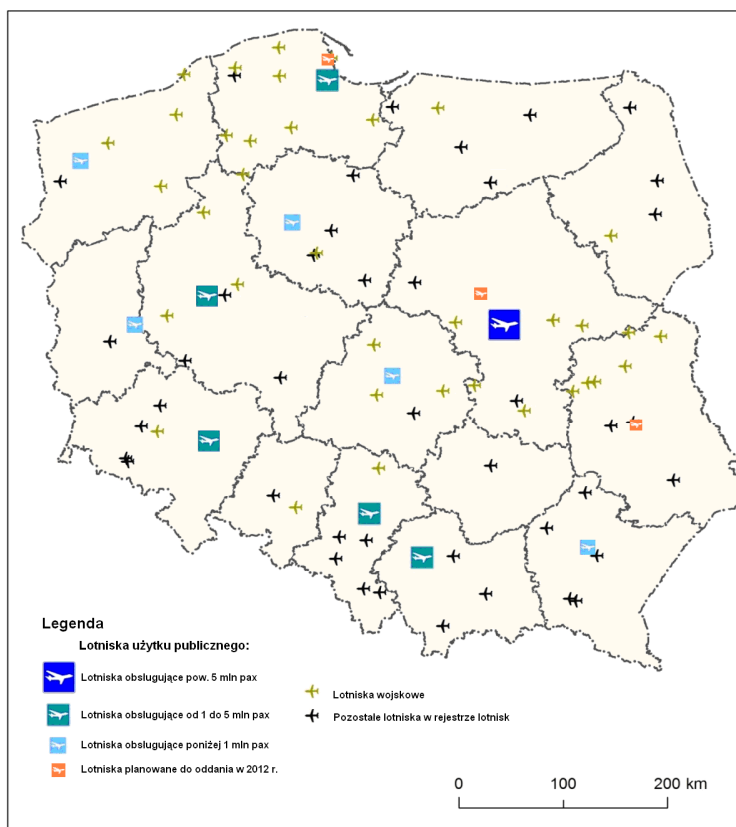 Legenda
Lotniska użytku publicznego:
Lotniska obsługujące pow. 5 mln pax
Lotniska obsługujące od 1 do 5 mln pax
Lotniska obsługujące poniżej 1 mln pax
Lotniska planowane do oddania w 2012 r.
Lotniska wojskowe
Pozostałe lotniska w rejestrze lotnisk
0 100 200 km